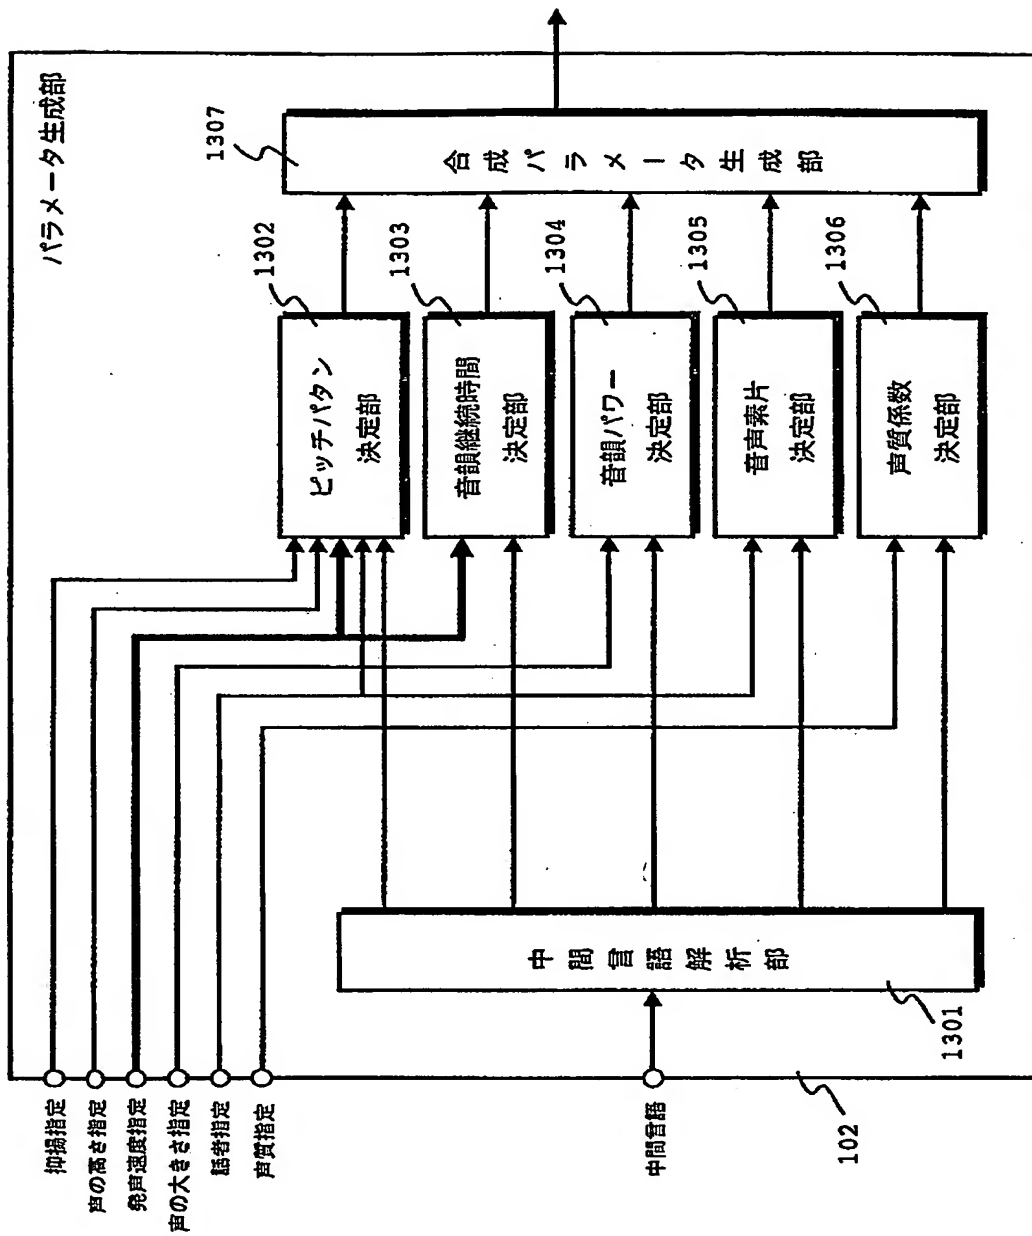 パラメータ生成部
抑揚指定
声の高さ指定
発声速度指定
声の大きさ指定
話者指定
声質指定
中間言語
102
中間言語解析部
1301
ピッチパタン
決定部
1302
音韻継続時間
決定部
1303
音韻パワー
決定部
1304
音声素片
決定部
1305
声質係数
決定部
1306
合成パラメータ生成部
1307